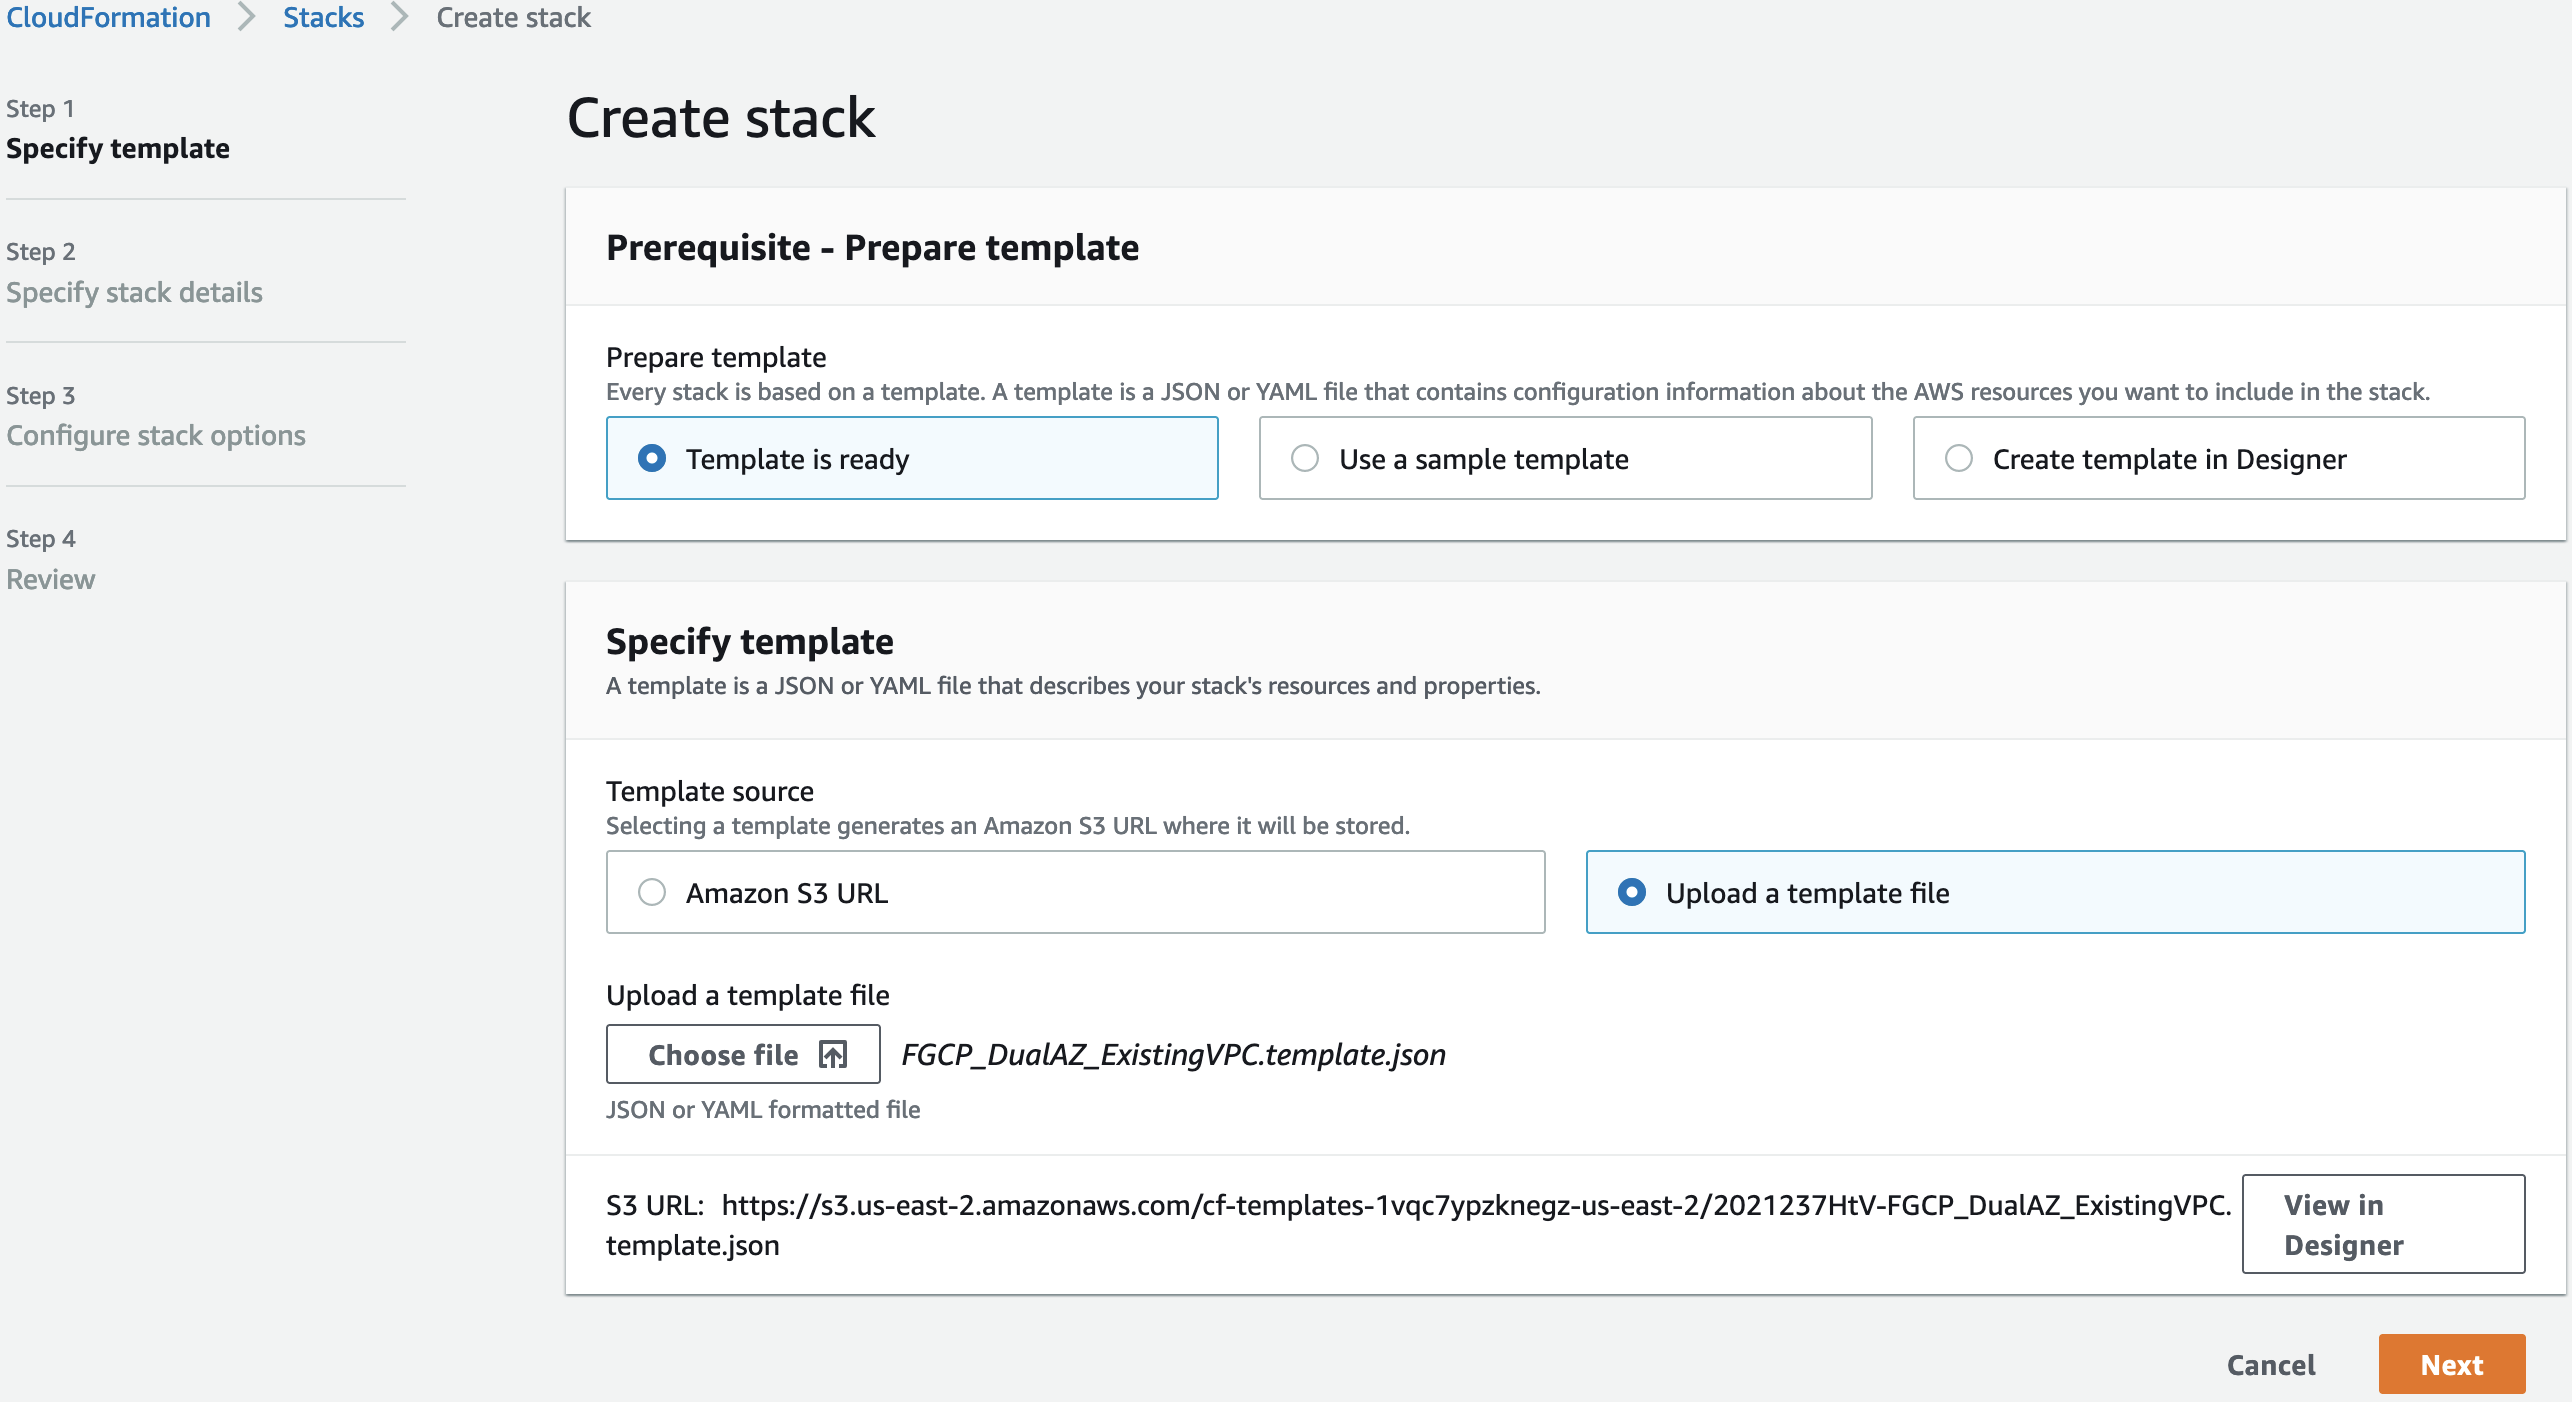 CloudFormation > Stacks > Create stack
Step 1
Specify template
Step 2
Specify stack details
Step 3
Configure stack options
Step 4
Review
Create stack
Prerequisite - Prepare template
Prepare template
Every stack is based on a template. A template is a JSON or YAML file that contains configuration information about the AWS resources you want to include in the stack.
Template is ready
Use a sample template
Create template in Designer
Specify template
A template is a JSON or YAML file that describes your stack's resources and properties.
Template source
Selecting a template generates an Amazon S3 URL where it will be stored.
Amazon S3 URL
Upload a template file
Upload a template file
Choose file
FGCP_DualAZ_ExistingVPC.template.json
JSON or YAML formatted file
S3 URL: https://s3.us-east-2.amazonaws.com/cf-templates-1vqc7ypzknegz-us-east-2/2021237HtV-FGCP_DualAZ_ExistingVPC.
template.json
View in
Designer
Cancel
Next